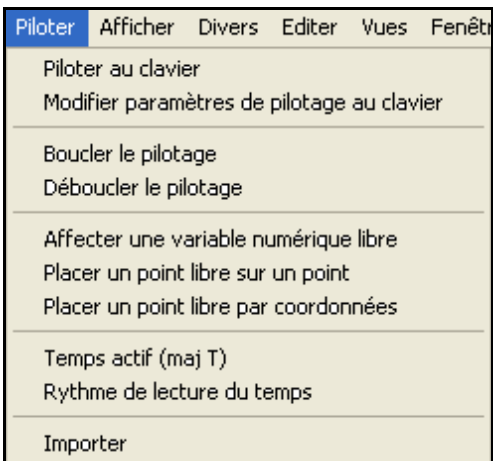 Piloter Afficher Divers Editer Vues
Piloter au clavier
Modifier paramètres de pilotage au clavier
Boucler le pilotage
Déboucler le pilotage
Affecter une variable numérique libre
Placer un point libre sur un point
Placer un point libre par coordonnées
Temps actif (maj T)
Rythme de lecture du temps
Importer